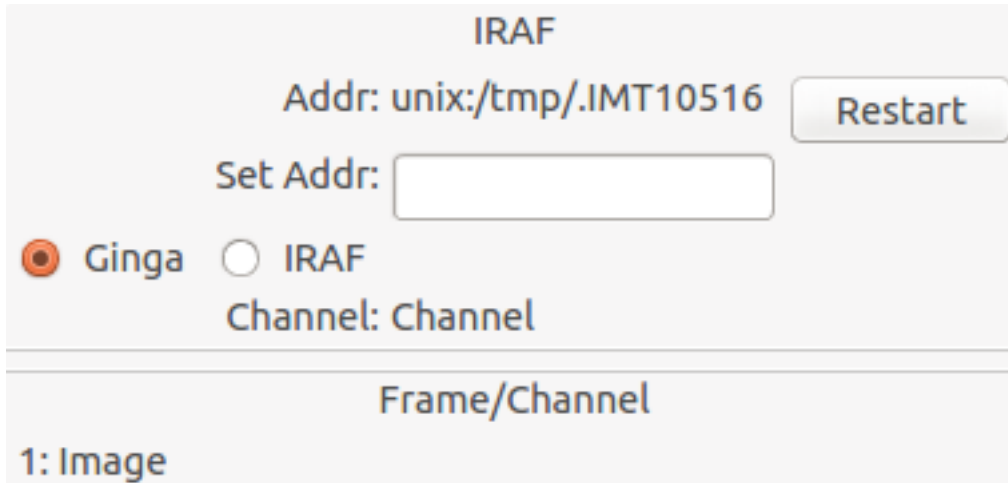 IRAF
Addr: unix:/tmp/.IMT10516 Restart
Set Addr:
Ginga IRAF
Channel: Channel
Frame/Channel
1: Image